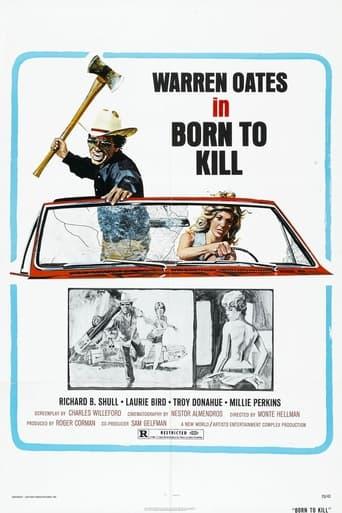 WARREN OATES
in
BORN TO
KILL
RICHARD B. SHULL • LAURIE BIRD • TROY DONAHUE • MILLIE PERKINS
SCREENPLAY BY CHARLES WILLEFORD CINEMATOGRAPHY BY NESTOR ALMENDROS DIRECTED BY MONTE HELLMAN
PRODUCED BY ROGER CORMAN CO-PRODUCER SAM GELFMAN A NEW WORLD / ARTISTS ENTERTAINMENT COMPLEX PRODUCTION
R RESTRICTED
"BORN TO KILL"